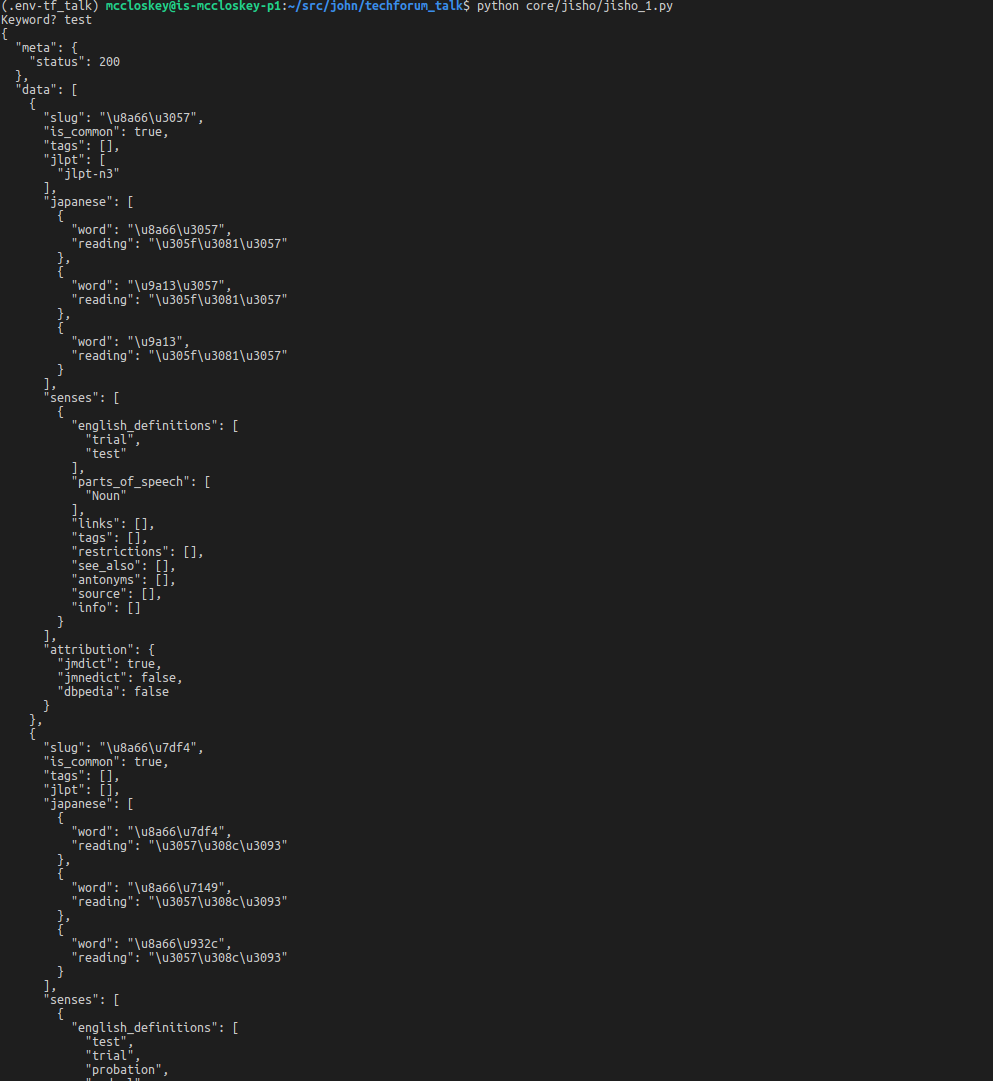 (.env-tf_talk) mccloskey@is-mccloskey-p1:~/src/john/techforum_talk$ python core/jisho/jisho_1.py
Keyword? test
{
  "meta": {
    "status": 200
  },
  "data": [
    {
      "slug": "\u8a66\u3057",
      "is_common": true,
      "tags": [],
      "jlpt": [
        "jlpt-n3"
      ],
      "japanese": [
        {
          "word": "\u8a66\u3057",
          "reading": "\u305f\u3081\u3057"
        },
        {
          "word": "\u9a13\u3057",
          "reading": "\u305f\u3081\u3057"
        },
        {
          "word": "\u9a13",
          "reading": "\u305f\u3081\u3057"
        }
      ],
      "senses": [
        {
          "english_definitions": [
            "trial",
            "test"
          ],
          "parts_of_speech": [
            "Noun"
          ],
          "links": [],
          "tags": [],
          "restrictions": [],
          "see_also": [],
          "antonyms": [],
          "source": [],
          "info": []
        }
      ],
      "attribution": {
        "jmdict": true,
        "jmnedict": false,
        "dbpedia": false
      }
    },
    {
      "slug": "\u8a66\u7df4",
      "is_common": true,
      "tags": [],
      "jlpt": [],
      "japanese": [
        {
          "word": "\u8a66\u7df4",
          "reading": "\u3057\u308c\u3093"
        },
        {
          "word": "\u8a66\u7149",
          "reading": "\u3057\u308c\u3093"
        },
        {
          "word": "\u8a66\u932c",
          "reading": "\u3057\u308c\u3093"
        }
      ],
      "senses": [
        {
          "english_definitions": [
            "test",
            "trial",
            "probation",